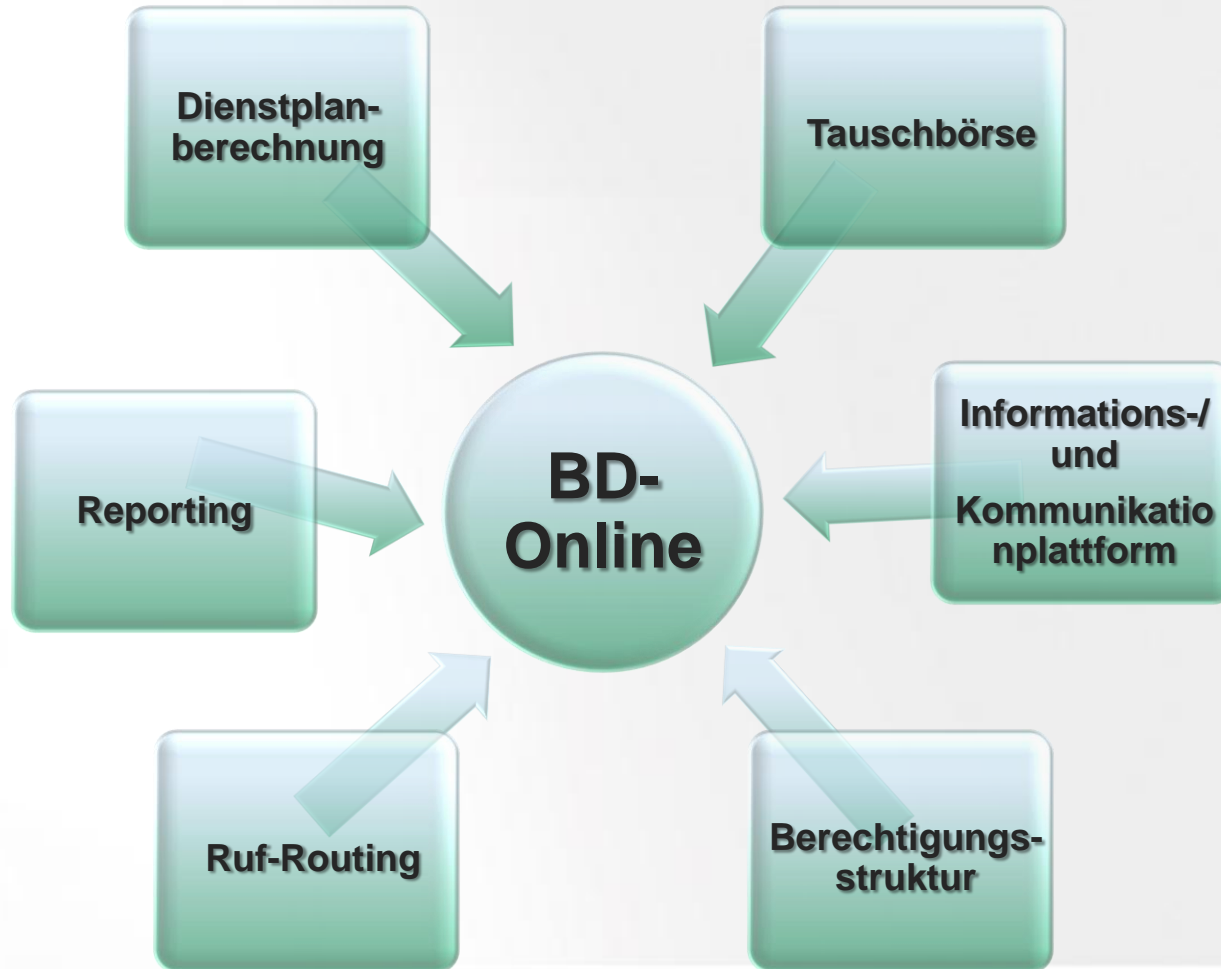 Dienstplan-
berechnung
Tauschbörse
Reporting
BD-
Online
Informations-/
und
Kommunikatio
nplattform
Ruf-Routing
Berechtigungs-
struktur